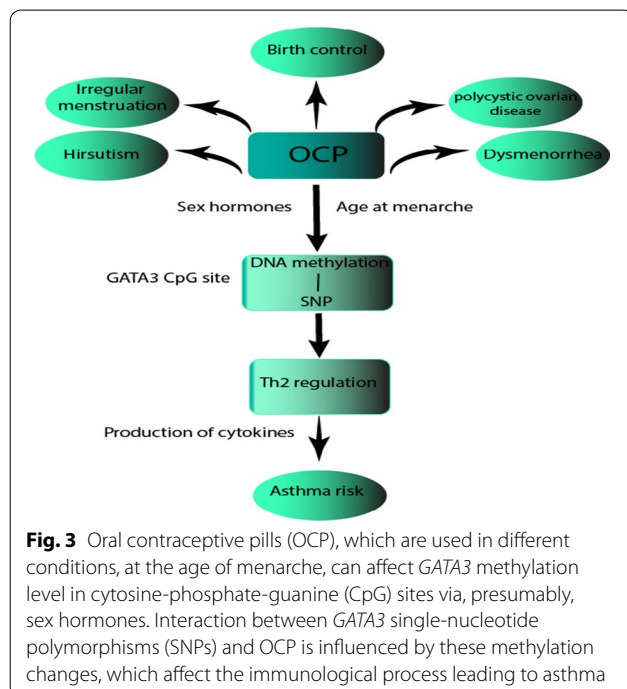 Birth control
Irregular
menstruation
polycystic ovarian
disease
Hirsutism
OCP
Dysmenorrhea
Sex hormones
Age at menarche
DNA methylation
GATA3 CpG site
SNP
Th2 regulation
Production of cytokines
Asthma risk
Fig. 3 Oral contraceptive pills (OCP), which are used in different
conditions, at the age of menarche, can affect GATA3 methylation
level in cytosine-phosphate-guanine (CpG) sites via, presumably,
sex hormones. Interaction between GATA3 single-nucleotide
polymorphisms (SNPs) and OCP is influenced by these methylation
changes, which affect the immunological process leading to asthma